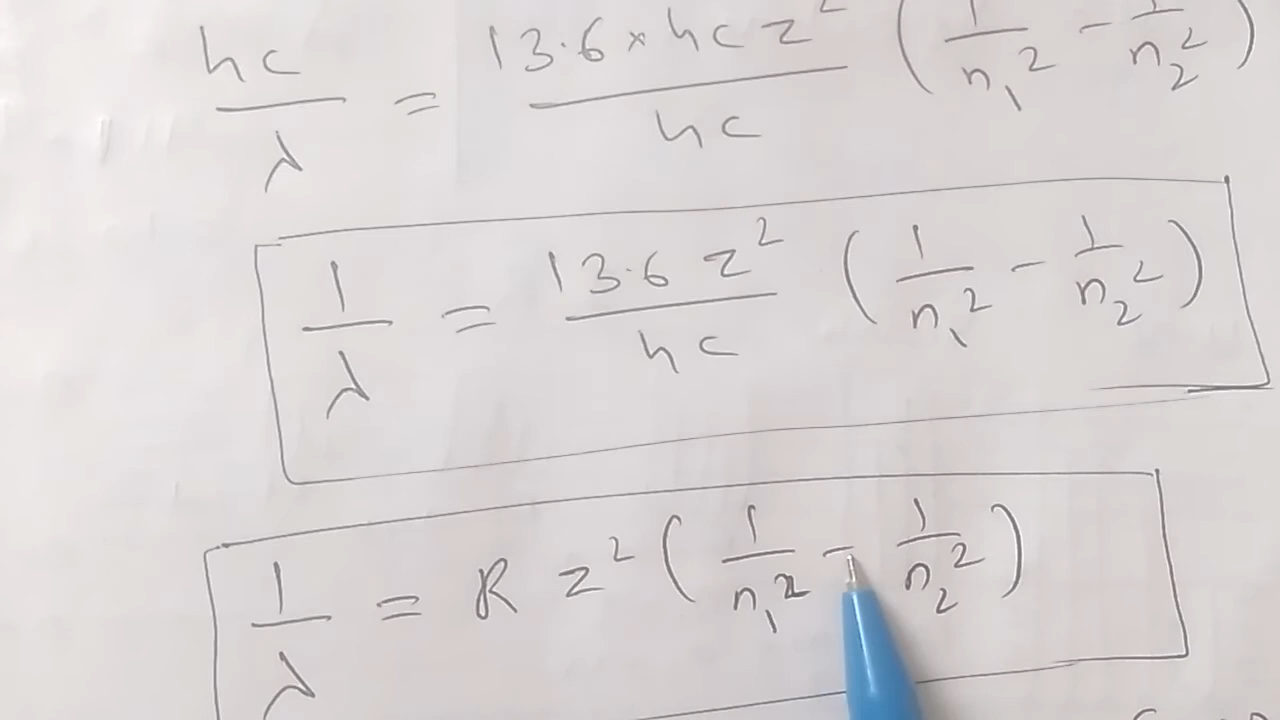 hc/λ = 13.6 × hc z²/hc (1/n₁² - 1/n₂²)
1/λ = 13.6 z²/hc (1/n₁² - 1/n₂²)
1/λ = R z² (1/n₁² - 1/n₂²)